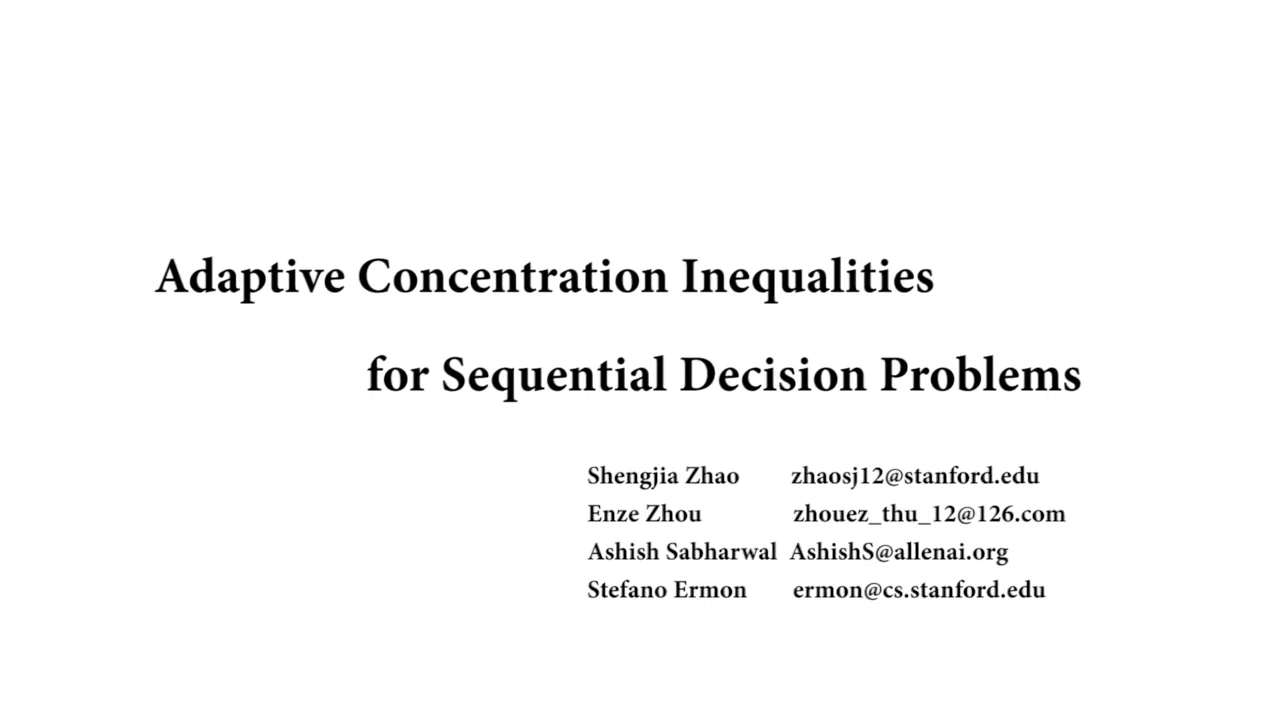 Adaptive Concentration Inequalities
for Sequential Decision Problems
Shengjia Zhao zhaosj12@stanford.edu
Enze Zhou zhouez_thu_12@126.com
Ashish Sabharwal AshishS@allenai.org
Stefano Ermon ermon@cs.stanford.edu